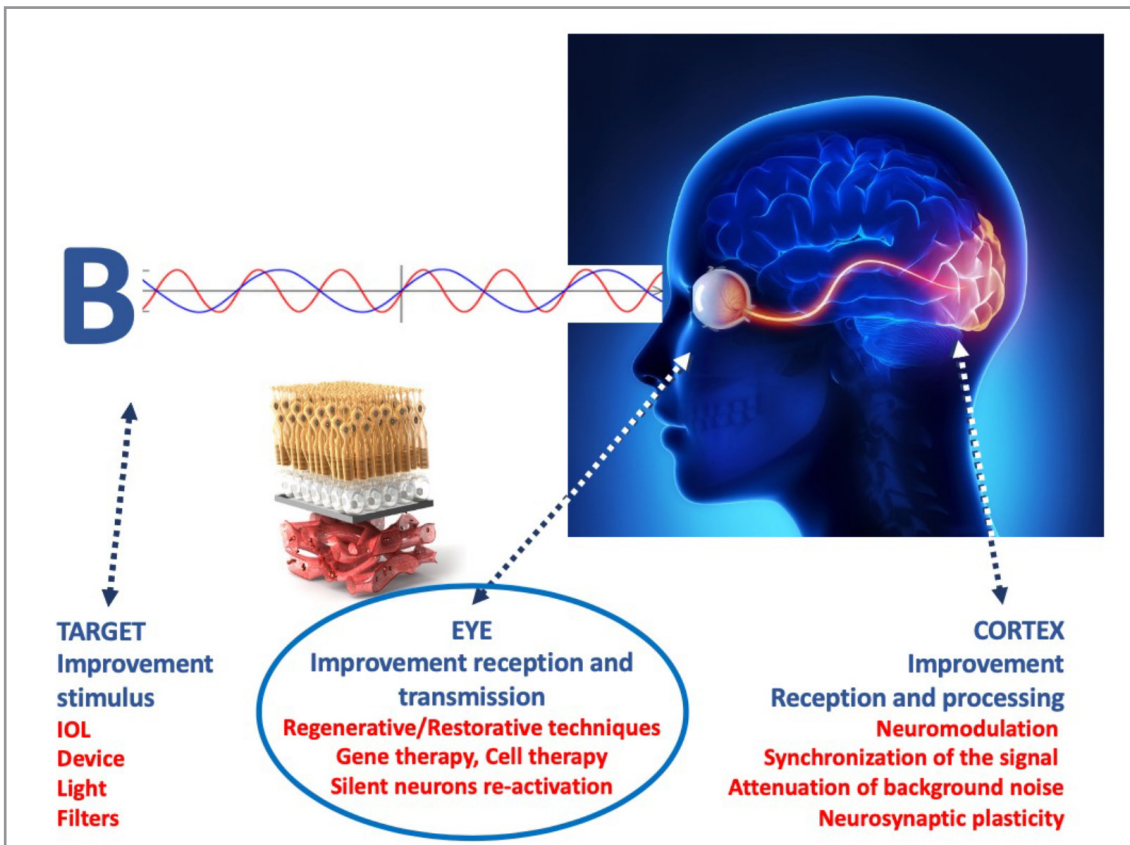 B
TARGET
Improvement
stimulus
IOL
Device
Light
Filters
EYE
Improvement reception and
transmission
Regenerative/Restorative techniques
Gene therapy, Cell therapy
Silent neurons re-activation
CORTEX
Improvement
Reception and processing
Neuromodulation
Synchronization of the signal
Attenuation of background noise
Neurosynaptic plasticity